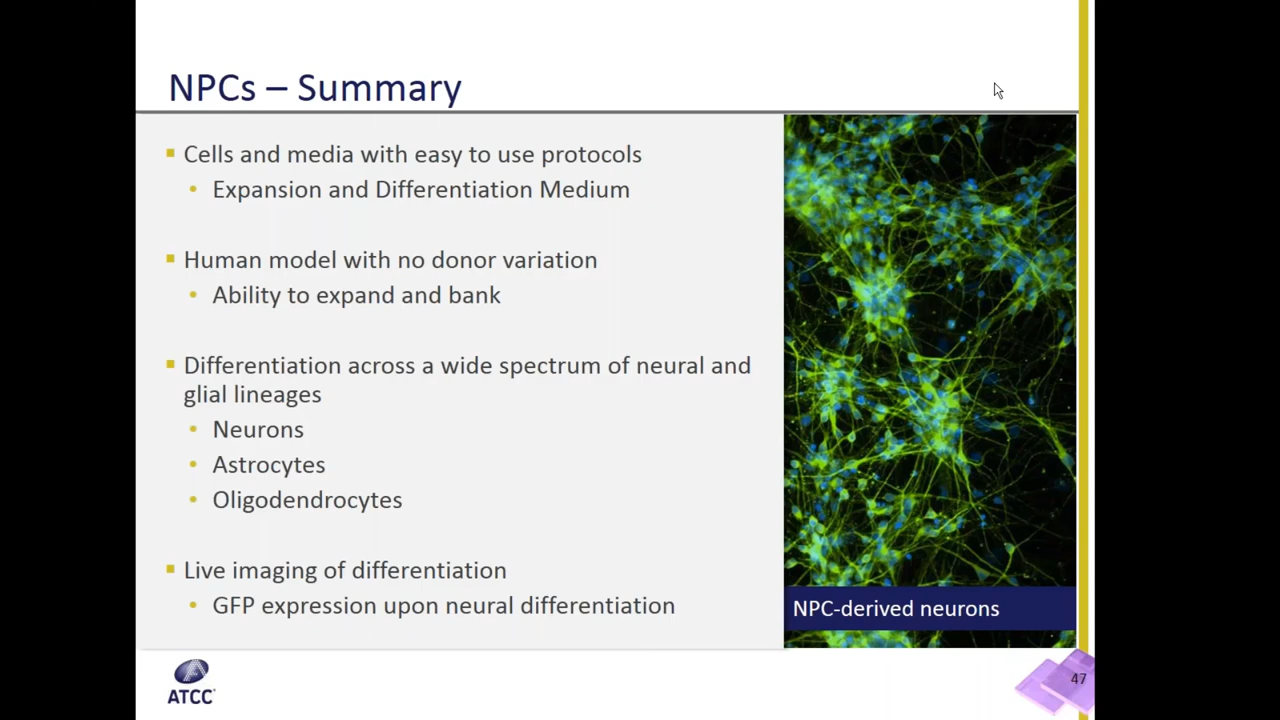 NPCs – Summary
Cells and media with easy to use protocols
Expansion and Differentiation Medium
Human model with no donor variation
Ability to expand and bank
Differentiation across a wide spectrum of neural and
glial lineages
Neurons
Astrocytes
Oligodendrocytes
Live imaging of differentiation
GFP expression upon neural differentiation
NPC-derived neurons
ATCC
47